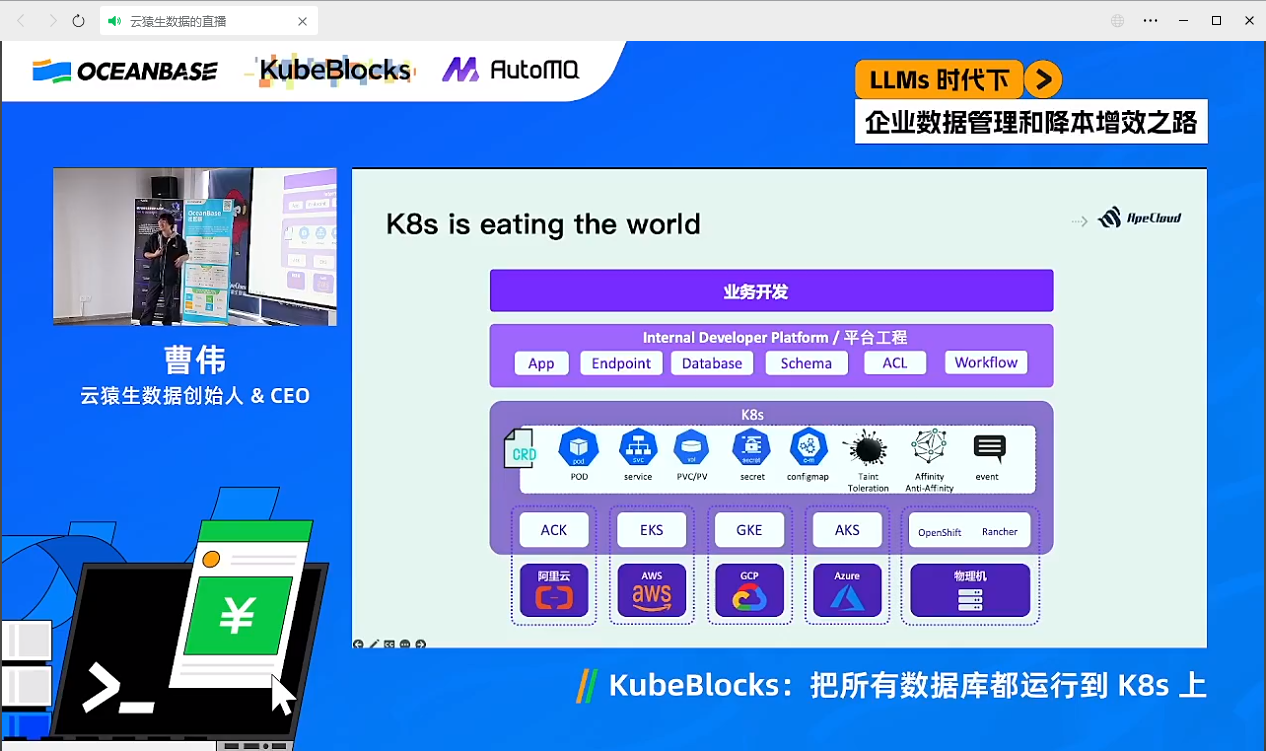 云猿生数据的直播
OCEANBASE
KubeBlocks
AutoMQ
LLMs 时代下
企业数据管理和降本增效之路
OceanBase
曹伟
云猿生数据创始人 & CEO
K8s is eating the world
ApeCloud
业务开发
Internal Developer Platform / 平台工程
App Endpoint Database Schema ACL Workflow
K8s
CRD
pod svc vol secret c-m
POD service PVC/PV secret configmap Taint Toleration Affinity Anti-Affinity event
ACK EKS GKE AKS OpenShift Rancher
阿里云 AWS GCP Azure 物理机
aws
¥
>_
KubeBlocks：把所有数据库都运行到 K8s 上